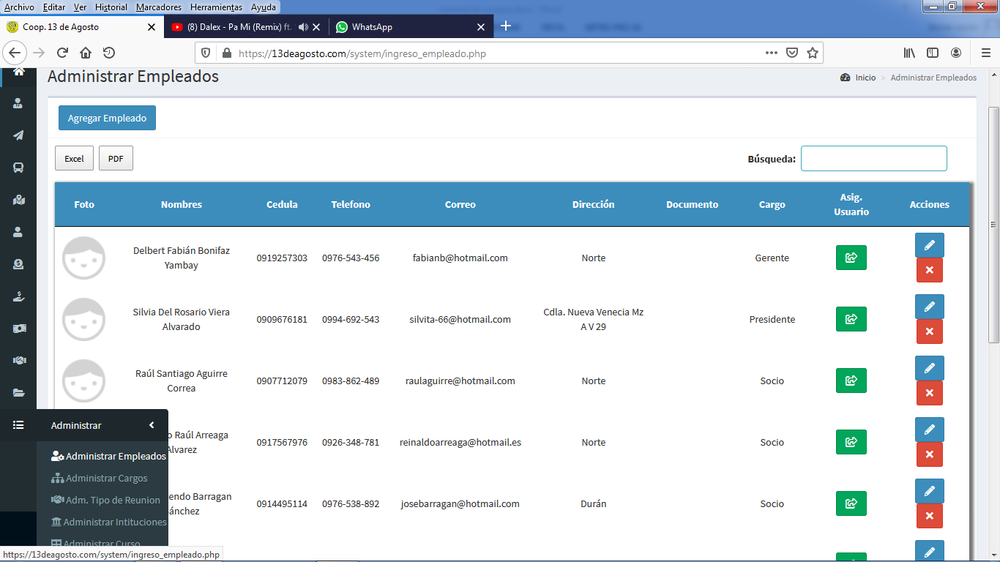 Archivo Editar Ver Historial Marcadores Herramientas Ayuda
Coop. 13 de Agosto
(8) Dalex - Pa Mi (Remix) ft.
WhatsApp
https://13deagosto.com/system/ingreso_empleado.php
Administrar Empleados
Inicio > Administrar Empleados
Agregar Empleado
Excel PDF
Búsqueda:
Foto Nombres Cedula Telefono Correo Dirección Documento Cargo Asig. Usuario Acciones
Delbert Fabián Bonifaz Yambay 0919257303 0976-543-456 fabianb@hotmail.com Norte Gerente
Silvia Del Rosario Viera Alvarado 0909676181 0994-692-543 silvita-66@hotmail.com Cdla. Nueva Venecia Mz A V 29 Presidente
Raúl Santiago Aguirre Correa 0907712079 0983-862-489 raulaguirre@hotmail.com Norte Socio
o Raúl Arreaga Alvarez 0917567976 0926-348-781 reinaldoarreaga@hotmail.es Norte Socio
endo Barragan ánchez 0914495114 0976-538-892 josebarragan@hotmail.com Durán Socio
Administrar
Administrar Empleados
Administrar Cargos
Adm. Tipo de Reunion
Administrar Intituciones
Administrar Curso
https://13deagosto.com/system/ingreso_empleado.php